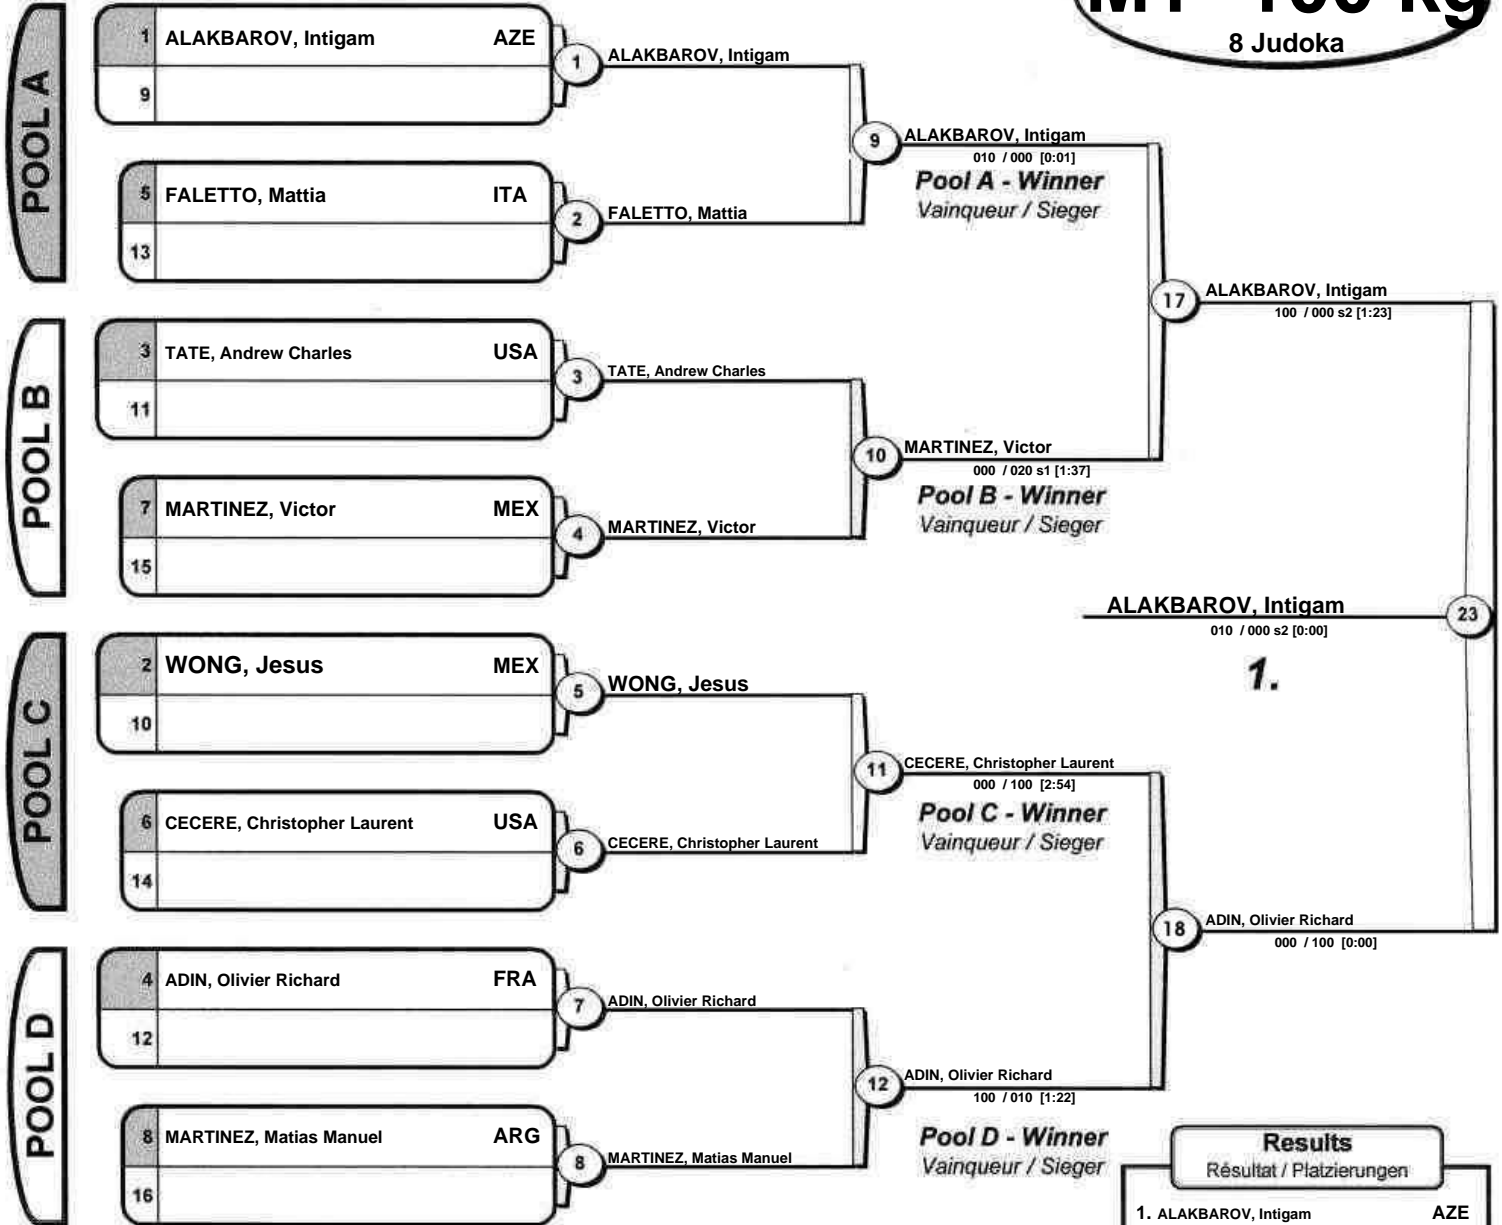 8 Judoka
POOL A
1 ALAKBAROV, Intigam AZE
9
1 ALAKBAROV, Intigam
5 FALETTO, Mattia ITA
13
2 FALETTO, Mattia
9 ALAKBAROV, Intigam
010 / 000 [0:01]
Pool A - Winner
Vainqueur / Sieger
POOL B
3 TATE, Andrew Charles USA
11
3 TATE, Andrew Charles
7 MARTINEZ, Victor MEX
15
4 MARTINEZ, Victor
10 MARTINEZ, Victor
000 / 020 s1 [1:37]
Pool B - Winner
Vainqueur / Sieger
17 ALAKBAROV, Intigam
100 / 000 s2 [1:23]
POOL C
2 WONG, Jesus MEX
10
5 WONG, Jesus
6 CECERE, Christopher Laurent USA
14
6 CECERE, Christopher Laurent
11 CECERE, Christopher Laurent
000 / 100 [2:54]
Pool C - Winner
Vainqueur / Sieger
POOL D
4 ADIN, Olivier Richard FRA
12
7 ADIN, Olivier Richard
8 MARTINEZ, Matias Manuel ARG
16
8 MARTINEZ, Matias Manuel
12 ADIN, Olivier Richard
100 / 010 [1:22]
Pool D - Winner
Vainqueur / Sieger
18 ADIN, Olivier Richard
000 / 100 [0:00]
ALAKBAROV, Intigam 23
010 / 000 s2 [0:00]
1.
Results
Résultat / Platzierungen
1. ALAKBAROV, Intigam AZE